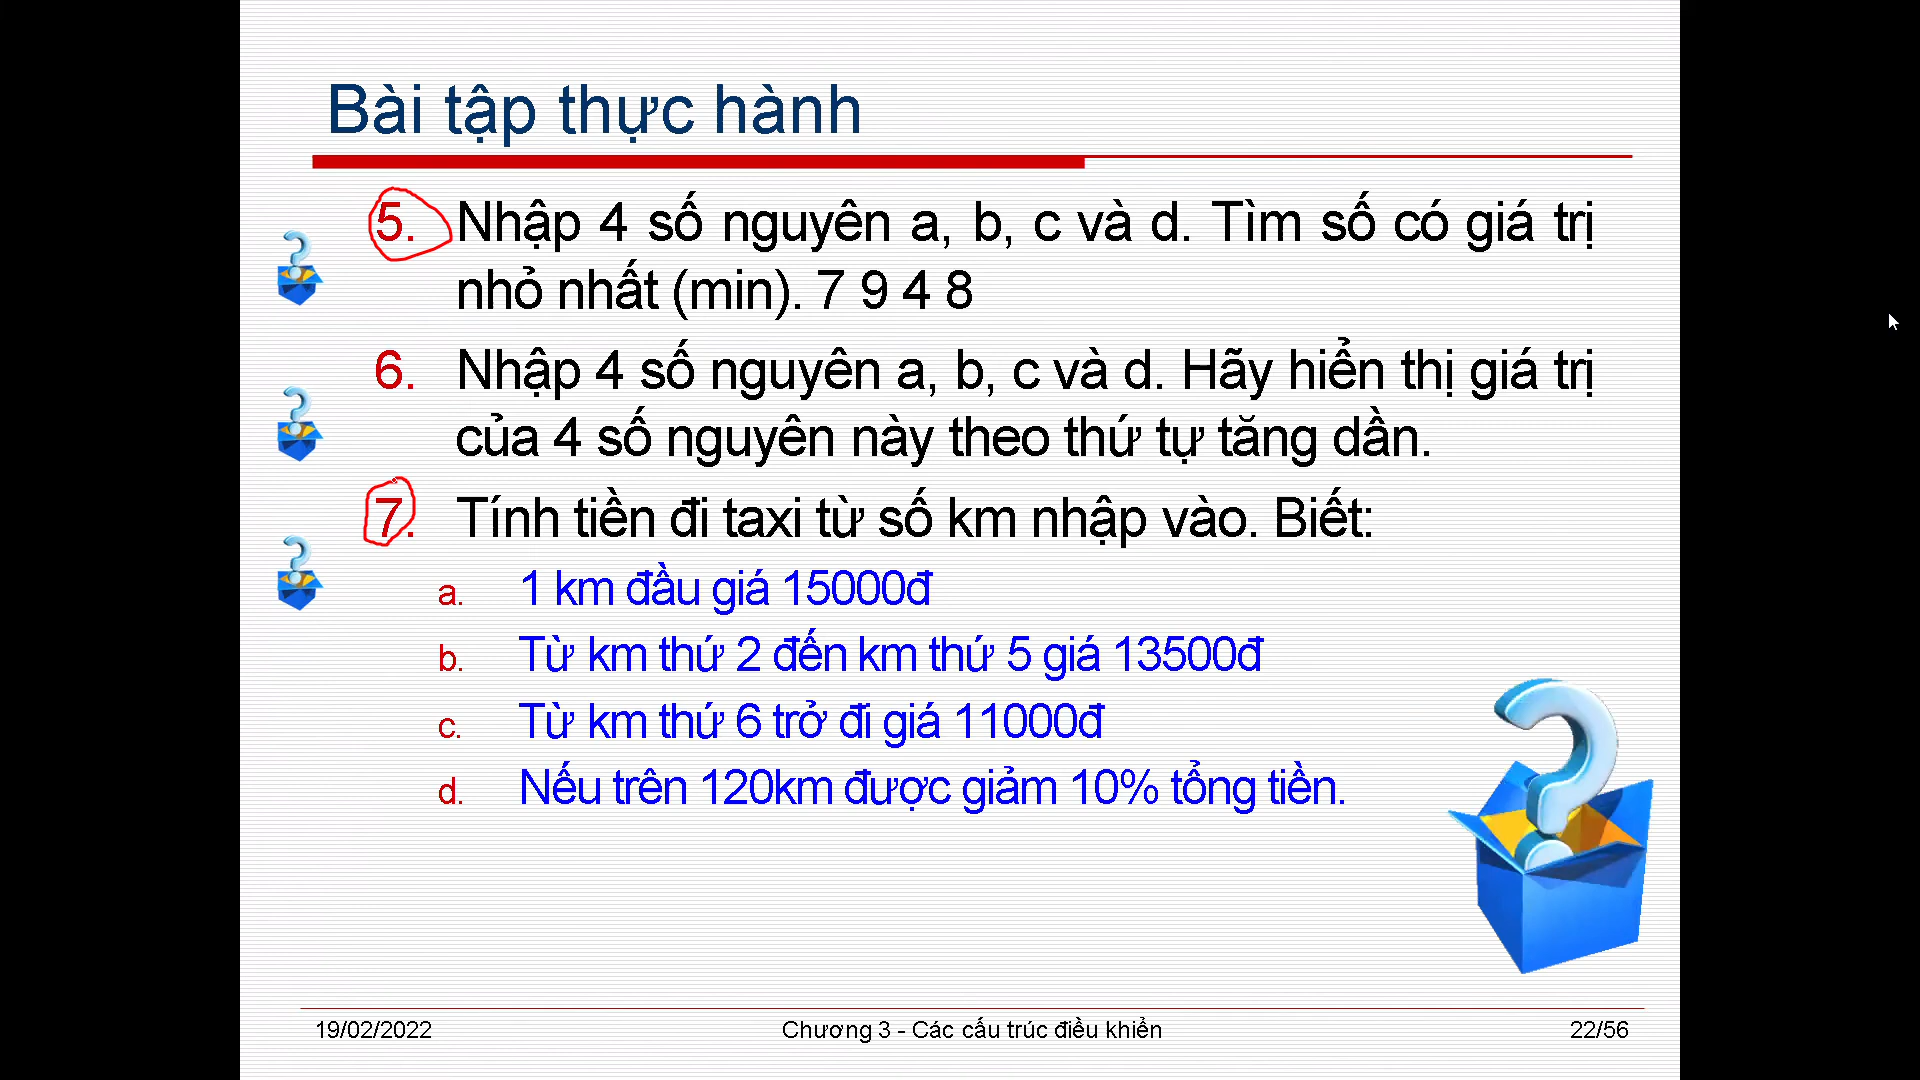 Bài tập thực hành
5. Nhập 4 số nguyên a, b, c và d. Tìm số có giá trị
nhỏ nhất (min). 7 9 4 8
6. Nhập 4 số nguyên a, b, c và d. Hãy hiển thị giá trị
của 4 số nguyên này theo thứ tự tăng dần.
7. Tính tiền đi taxi từ số km nhập vào. Biết:
a. 1 km đầu giá 15000đ
b. Từ km thứ 2 đến km thứ 5 giá 13500đ
c. Từ km thứ 6 trở đi giá 11000đ
d. Nếu trên 120km được giảm 10% tổng tiền.
19/02/2022 Chương 3 - Các cấu trúc điều khiển 22/56